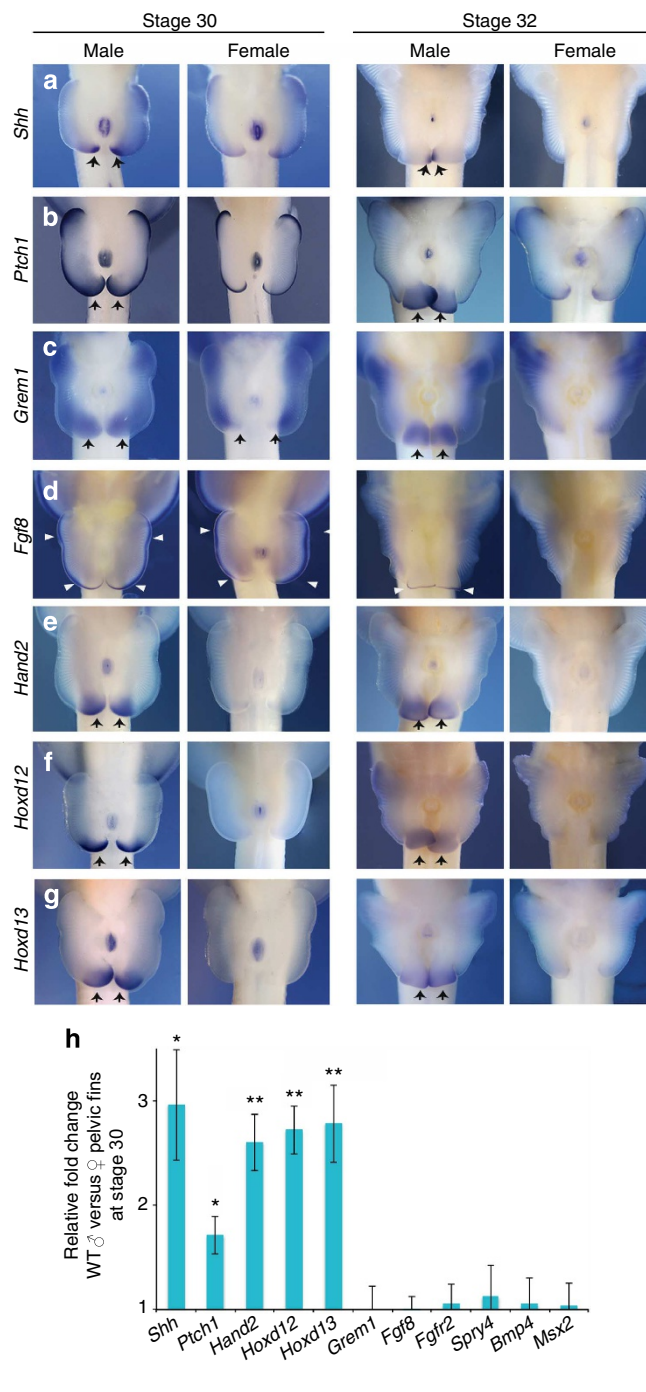 Stage 30 Stage 32
Male Female Male Female
a
Shh
b
Ptch1
c
Grem1
d
Fgf8
e
Hand2
f
Hoxd12
g
Hoxd13
h
Relative fold change
WT ♂ versus ♀ pelvic fins
at stage 30
3
2
1
* * ** ** **
Shh Ptch1 Hand2 Hoxd12 Hoxd13 Grem1 Fgf8 Fgfr2 Spry4 Bmp4 Msx2